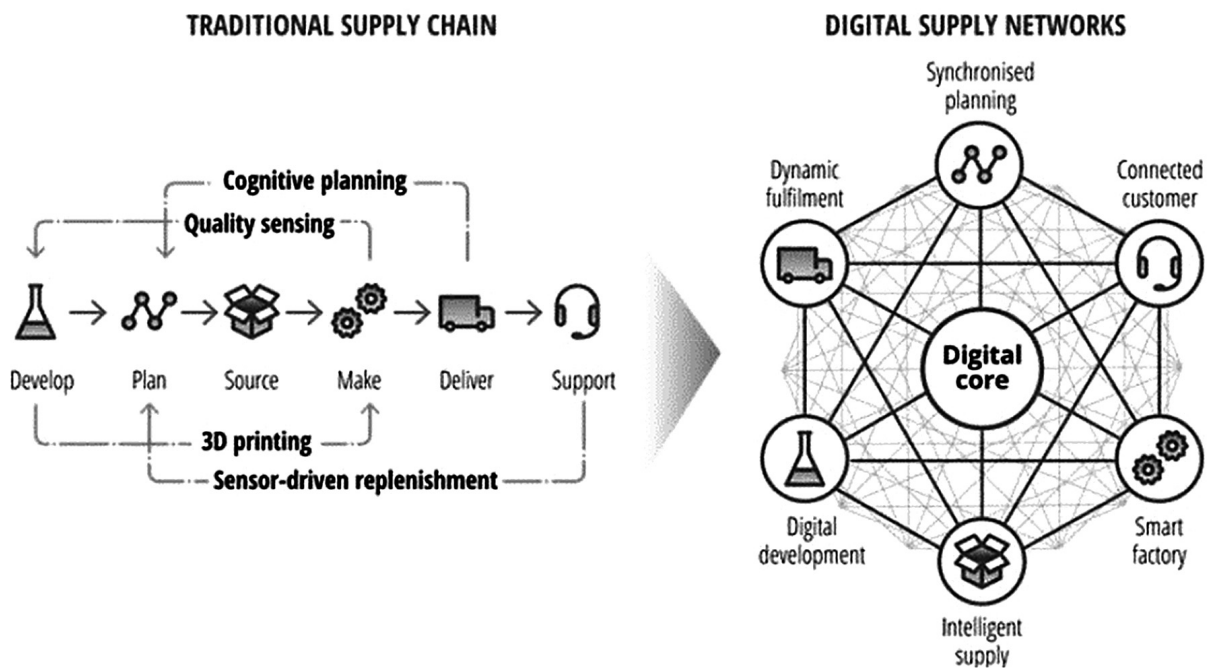 TRADITIONAL SUPPLY CHAIN
Cognitive planning
Quality sensing
Develop
Plan
Source
Make
Deliver
Support
3D printing
Sensor-driven replenishment
DIGITAL SUPPLY NETWORKS
Synchronised
planning
Dynamic
fulfilment
Connected
customer
Digital
core
Digital
development
Smart
factory
Intelligent
supply